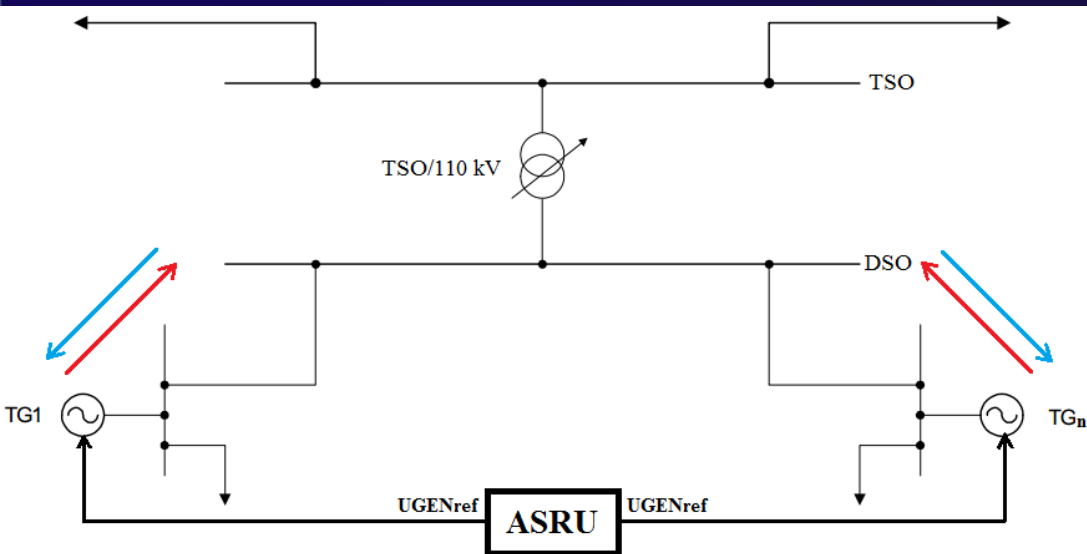 TSO
TSO/110 kV
DSO
TG1
TGn
UGENref
ASRU
UGENref